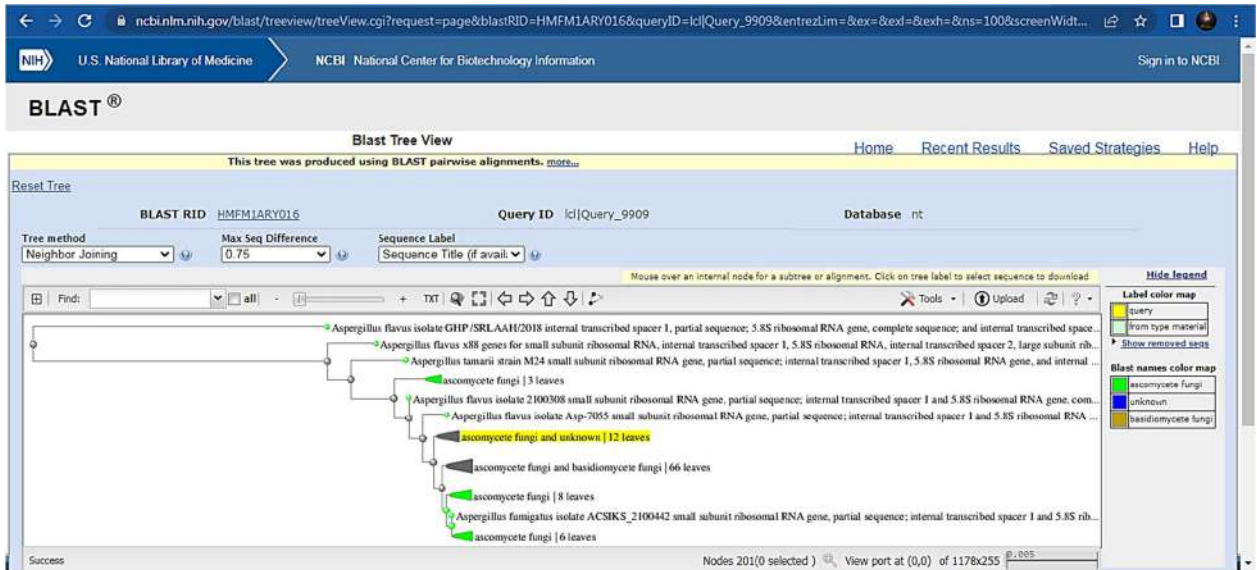 ncbi.nlm.nih.gov/blast/treeview/treeView.cgi?request=page&blastRID=HMFM1ARY016&queryID=lcl|Query_9909&entrezLim=&ex=&exl=&exh=&ns=100&screenWidt...
NIH U.S. National Library of Medicine NCBI National Center for Biotechnology Information Sign in to NCBI
BLAST ®
Blast Tree View
Home Recent Results Saved Strategies Help
This tree was produced using BLAST pairwise alignments. more...
Reset Tree
BLAST RID HMFM1ARY016 Query ID lcl|Query_9909 Database nt
Tree method Max Seq Difference Sequence Label
Neighbor Joining 0.75 Sequence Title (if avail:
Mouse over an internal node for a subtree or alignment. Click on tree label to select sequence to download Hide legend
Find: all - + TXT Tools Upload ? Label color map
query
from type material
Show removed seqs
Blast names color map
ascomycete fungi
unknown
basidiomycete fungi
Aspergillus flavus isolate GHP/SRLAAH/2018 internal transcribed spacer 1, partial sequence; 5.8S ribosomal RNA gene, complete sequence; and internal transcribed space...
Aspergillus flavus x88 genes for small subunit ribosomal RNA, internal transcribed spacer 1, 5.8S ribosomal RNA, internal transcribed spacer 2, large subunit rib...
Aspergillus tamarii strain M24 small subunit ribosomal RNA gene, partial sequence; internal transcribed spacer 1, 5.8S ribosomal RNA gene, and internal ...
ascomycete fungi | 3 leaves
Aspergillus flavus isolate 2100308 small subunit ribosomal RNA gene, partial sequence; internal transcribed spacer 1 and 5.8S ribosomal RNA gene, com...
Aspergillus flavus isolate Asp-7055 small subunit ribosomal RNA gene, partial sequence; internal transcribed spacer 1 and 5.8S ribosomal RNA ...
ascomycete fungi and unknown | 12 leaves
ascomycete fungi and basidiomycete fungi | 66 leaves
ascomycete fungi | 8 leaves
Aspergillus fumigatus isolate ACSIKS_2100442 small subunit ribosomal RNA gene, partial sequence; internal transcribed spacer 1 and 5.8S rib...
ascomycete fungi | 6 leaves
Success Nodes 201(0 selected ) View port at (0,0) of 1178x255 0.005